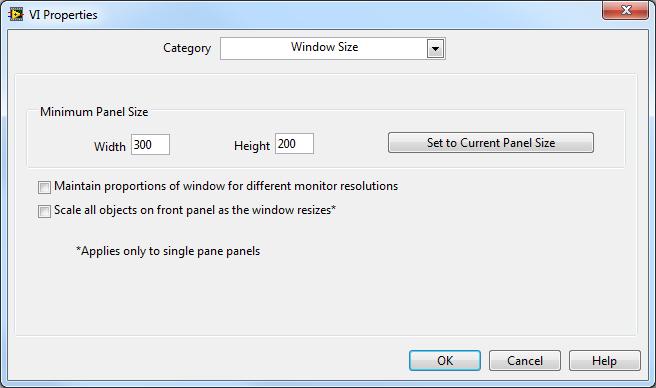 VI Properties
Category Window Size
Minimum Panel Size
Width 300 Height 200 Set to Current Panel Size
Maintain proportions of window for different monitor resolutions
Scale all objects on front panel as the window resizes*
*Applies only to single pane panels
OK Cancel Help